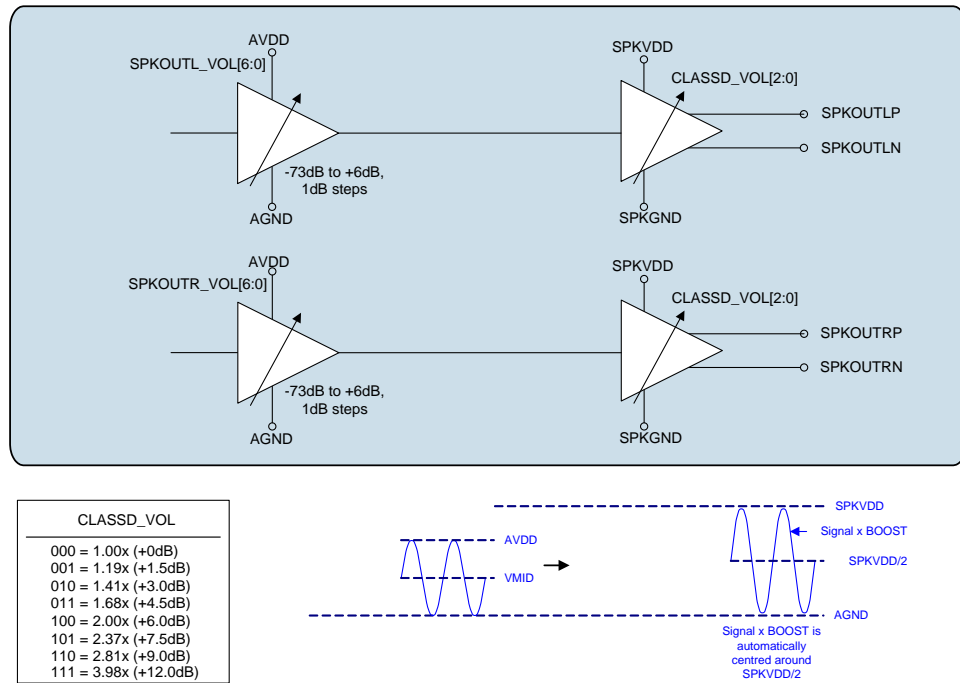 AVDD
SPKOUTL_VOL[6:0]
SPKVDD
CLASSD_VOL[2:0]
SPKOUTLP
SPKOUTLN
-73dB to +6dB,
1dB steps
AGND
SPKGND
AVDD
SPKOUTR_VOL[6:0]
SPKVDD
CLASSD_VOL[2:0]
SPKOUTRP
SPKOUTRN
-73dB to +6dB,
1dB steps
AGND
SPKGND
CLASSD_VOL
000 = 1.00x (+0dB)
001 = 1.19x (+1.5dB)
010 = 1.41x (+3.0dB)
011 = 1.68x (+4.5dB)
100 = 2.00x (+6.0dB)
101 = 2.37x (+7.5dB)
110 = 2.81x (+9.0dB)
111 = 3.98x (+12.0dB)
AVDD
VMID
SPKVDD
Signal x BOOST
SPKVDD/2
AGND
Signal x BOOST is
automatically
centred around
SPKVDD/2